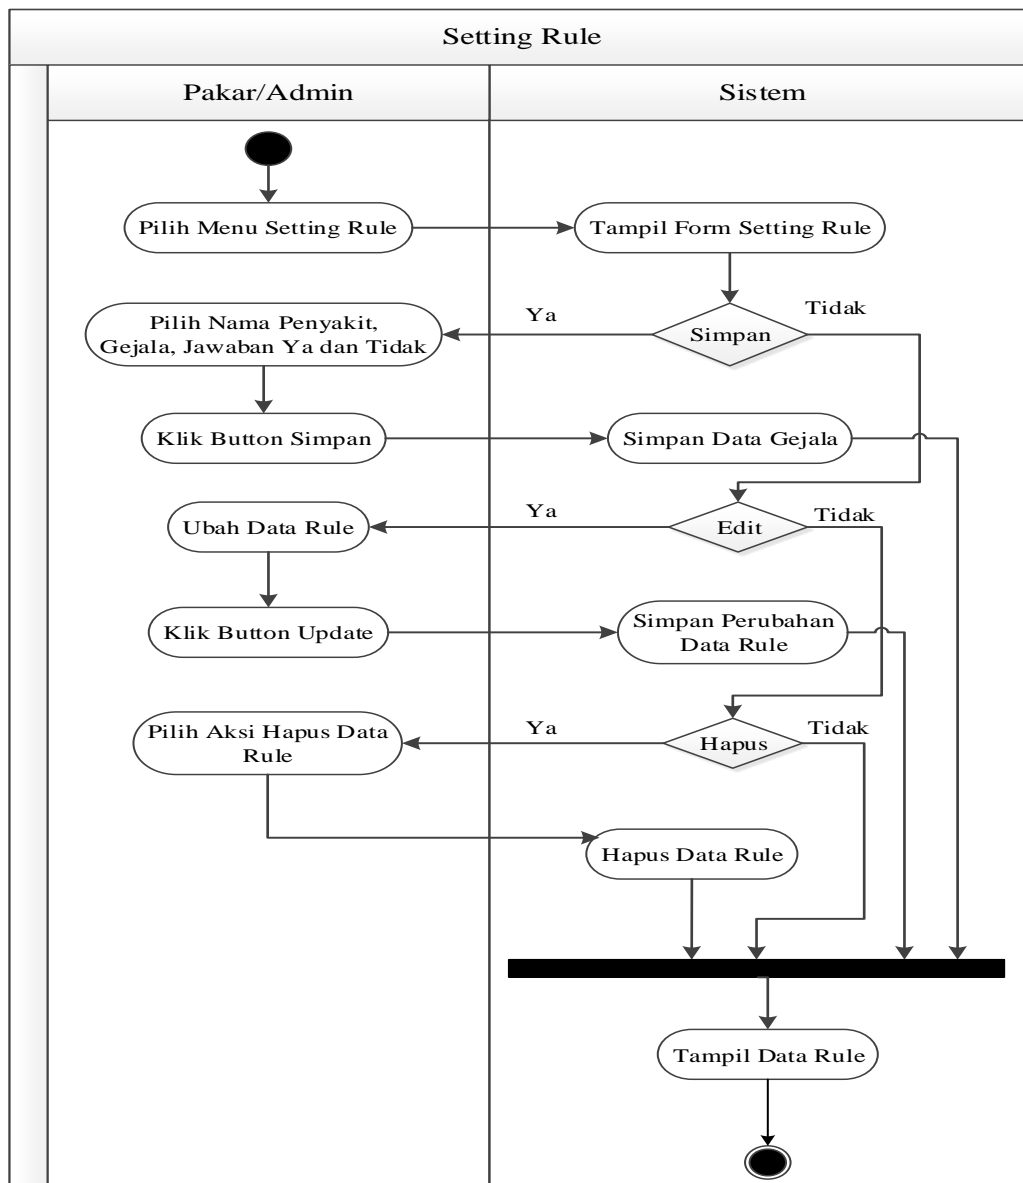 Setting Rule
Pakar/Admin
Sistem
Pilih Menu Setting Rule
Tampil Form Setting Rule
Pilih Nama Penyakit,
Gejala, Jawaban Ya dan Tidak
Ya
Simpan
Tidak
Klik Button Simpan
Simpan Data Gejala
Ubah Data Rule
Ya
Edit
Tidak
Klik Button Update
Simpan Perubahan
Data Rule
Pilih Aksi Hapus Data
Rule
Ya
Hapus
Tidak
Hapus Data Rule
Tampil Data Rule